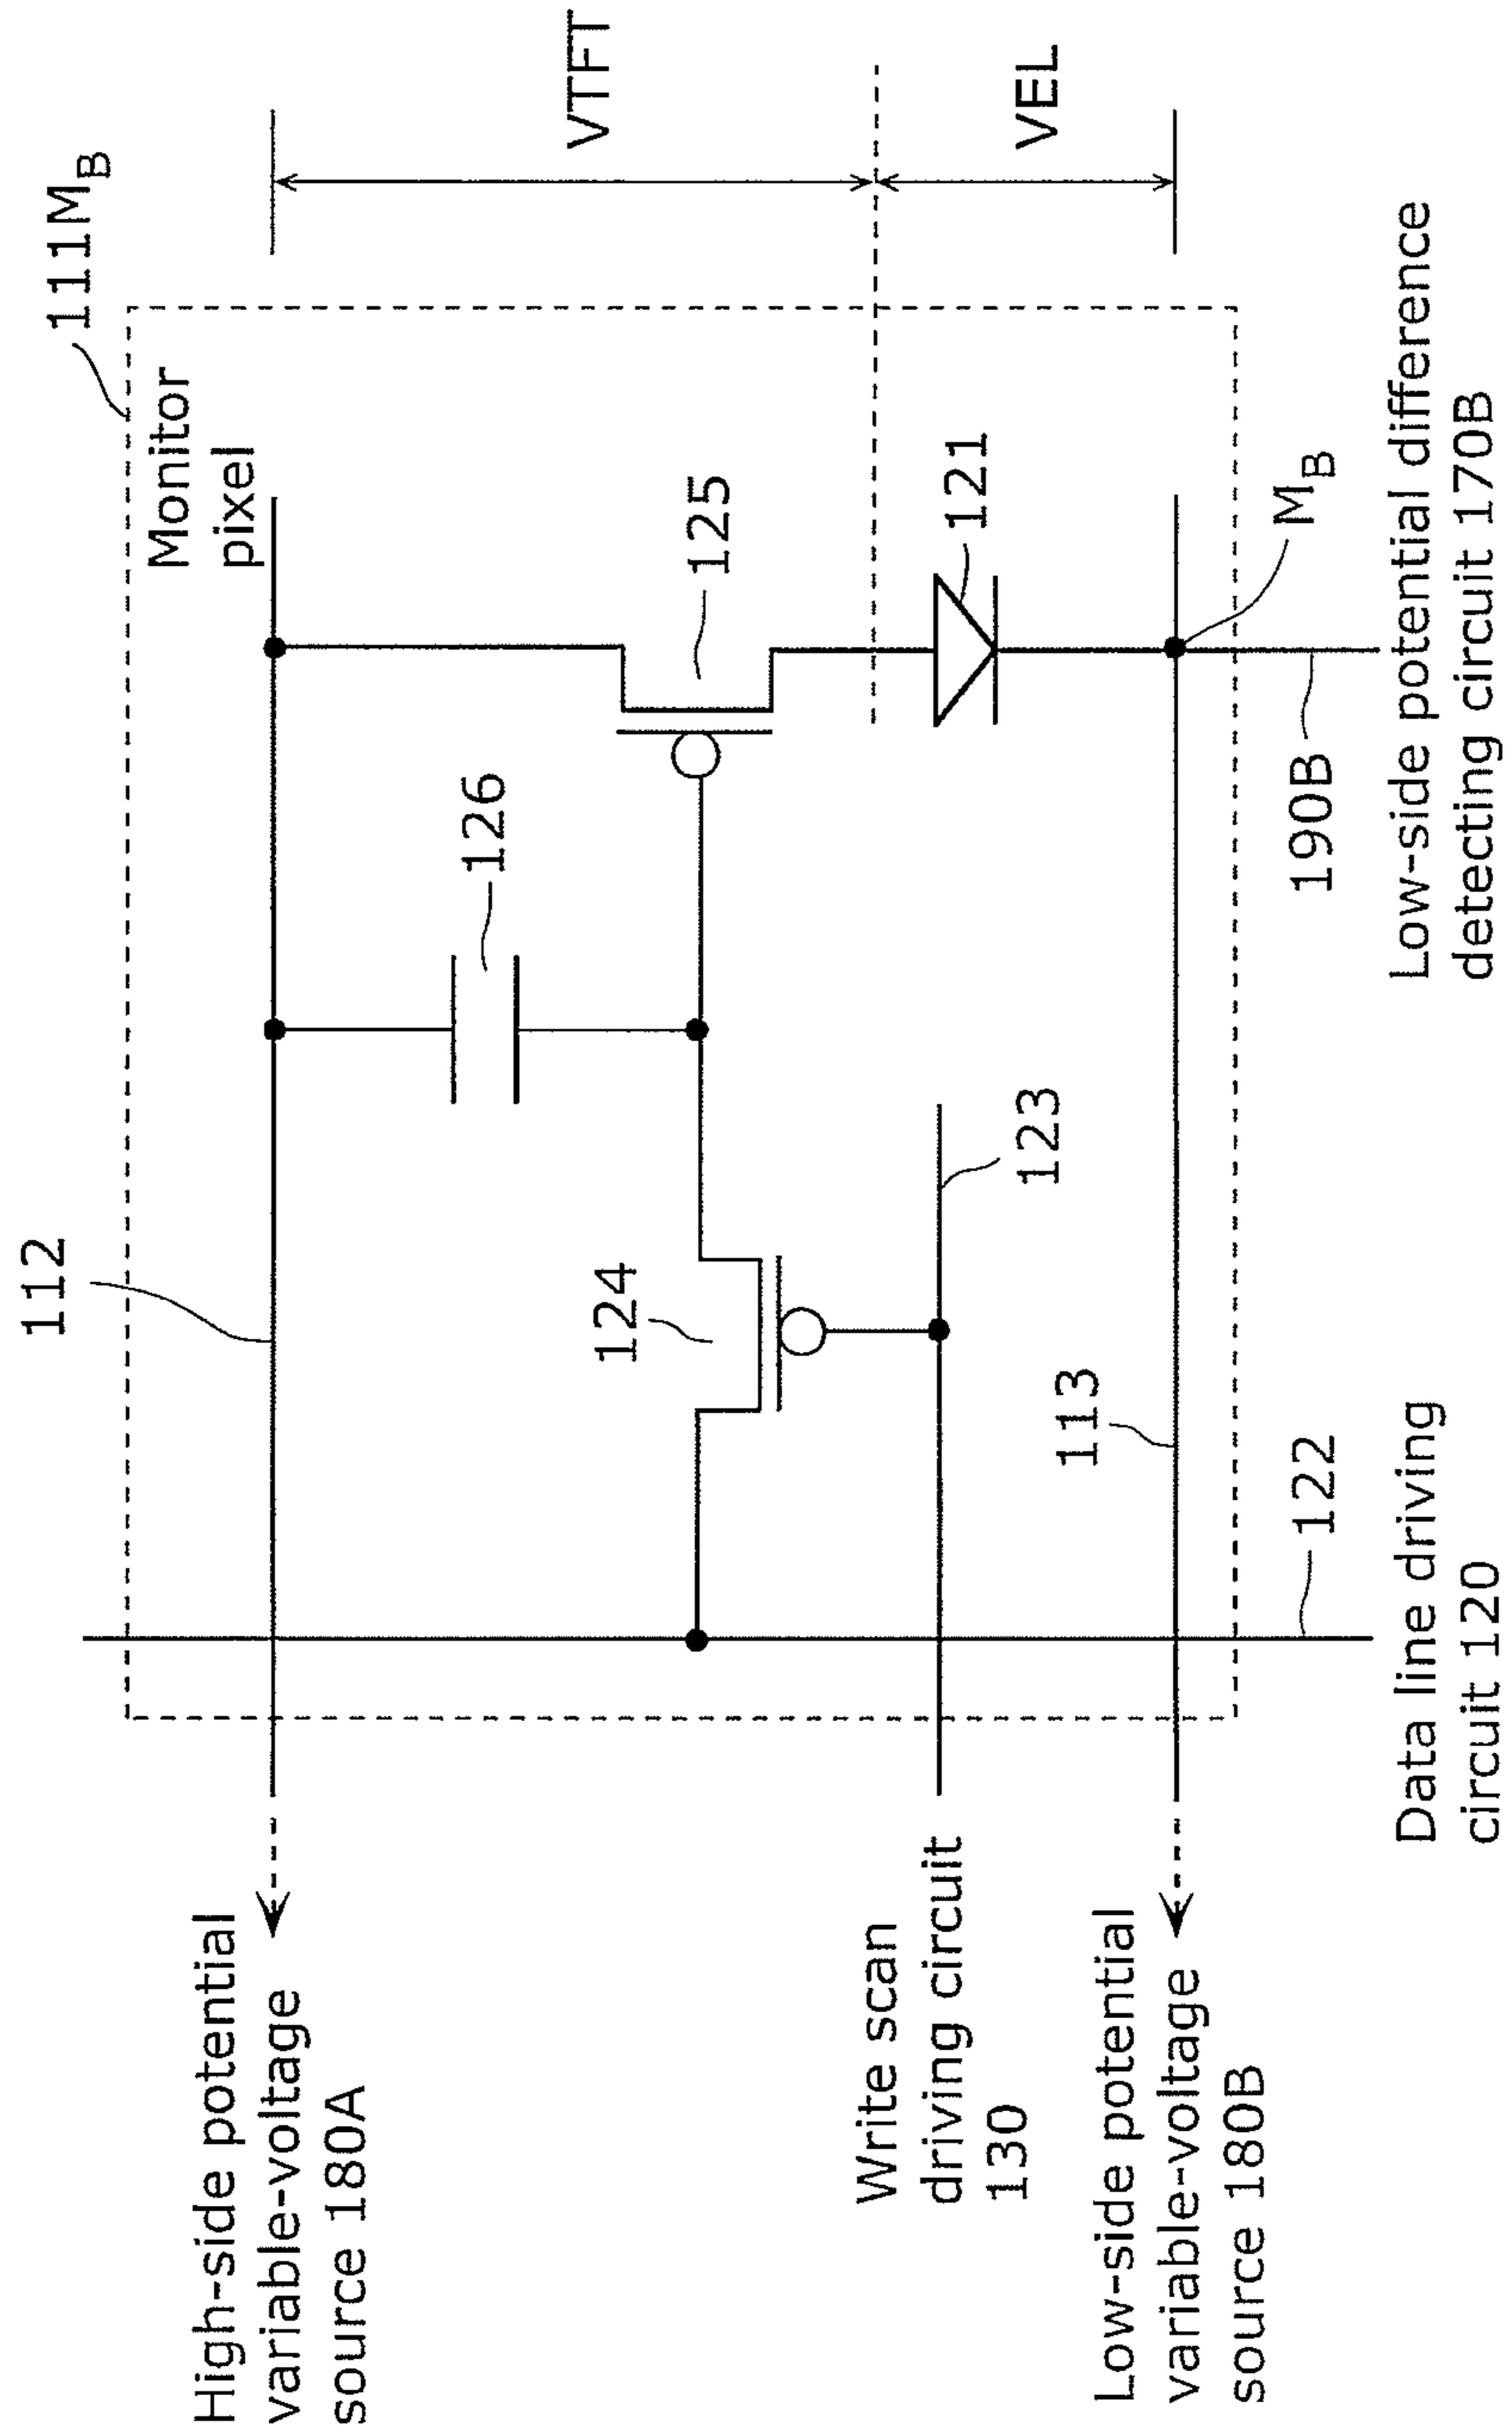 111M_B
112
Monitor
pixel
High-side potential
variable-voltage
source 180A
126
125
VTFT
124
121
VEL
123
Write scan
driving circuit
130
113
M_B
Low-side potential
variable-voltage
source 180B
122
190B
Data line driving
circuit 120
Low-side potential difference
detecting circuit 170B